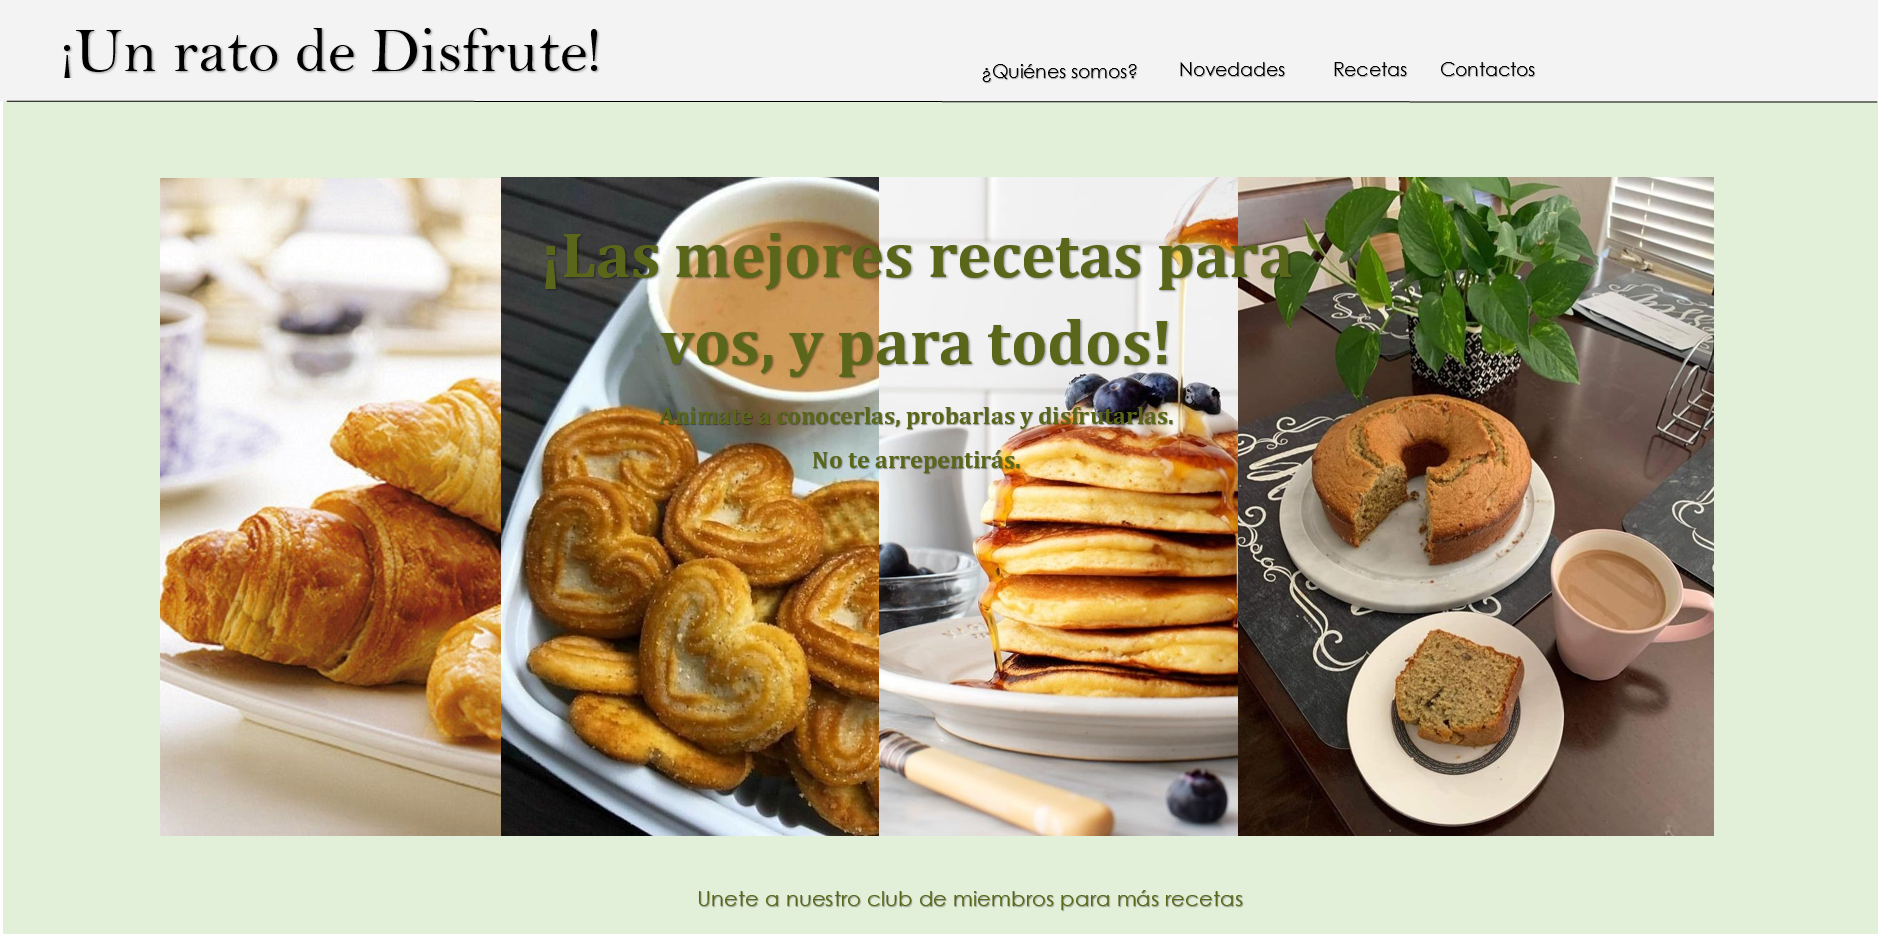 ¡Un rato de Disfrute!
¿Quiénes somos? Novedades Recetas Contactos
¡Las mejores recetas para
vos, y para todos!
Animate a conocerlas, probarlas y disfrutarlas.
No te arrepentirás.
Unete a nuestro club de miembros para más recetas